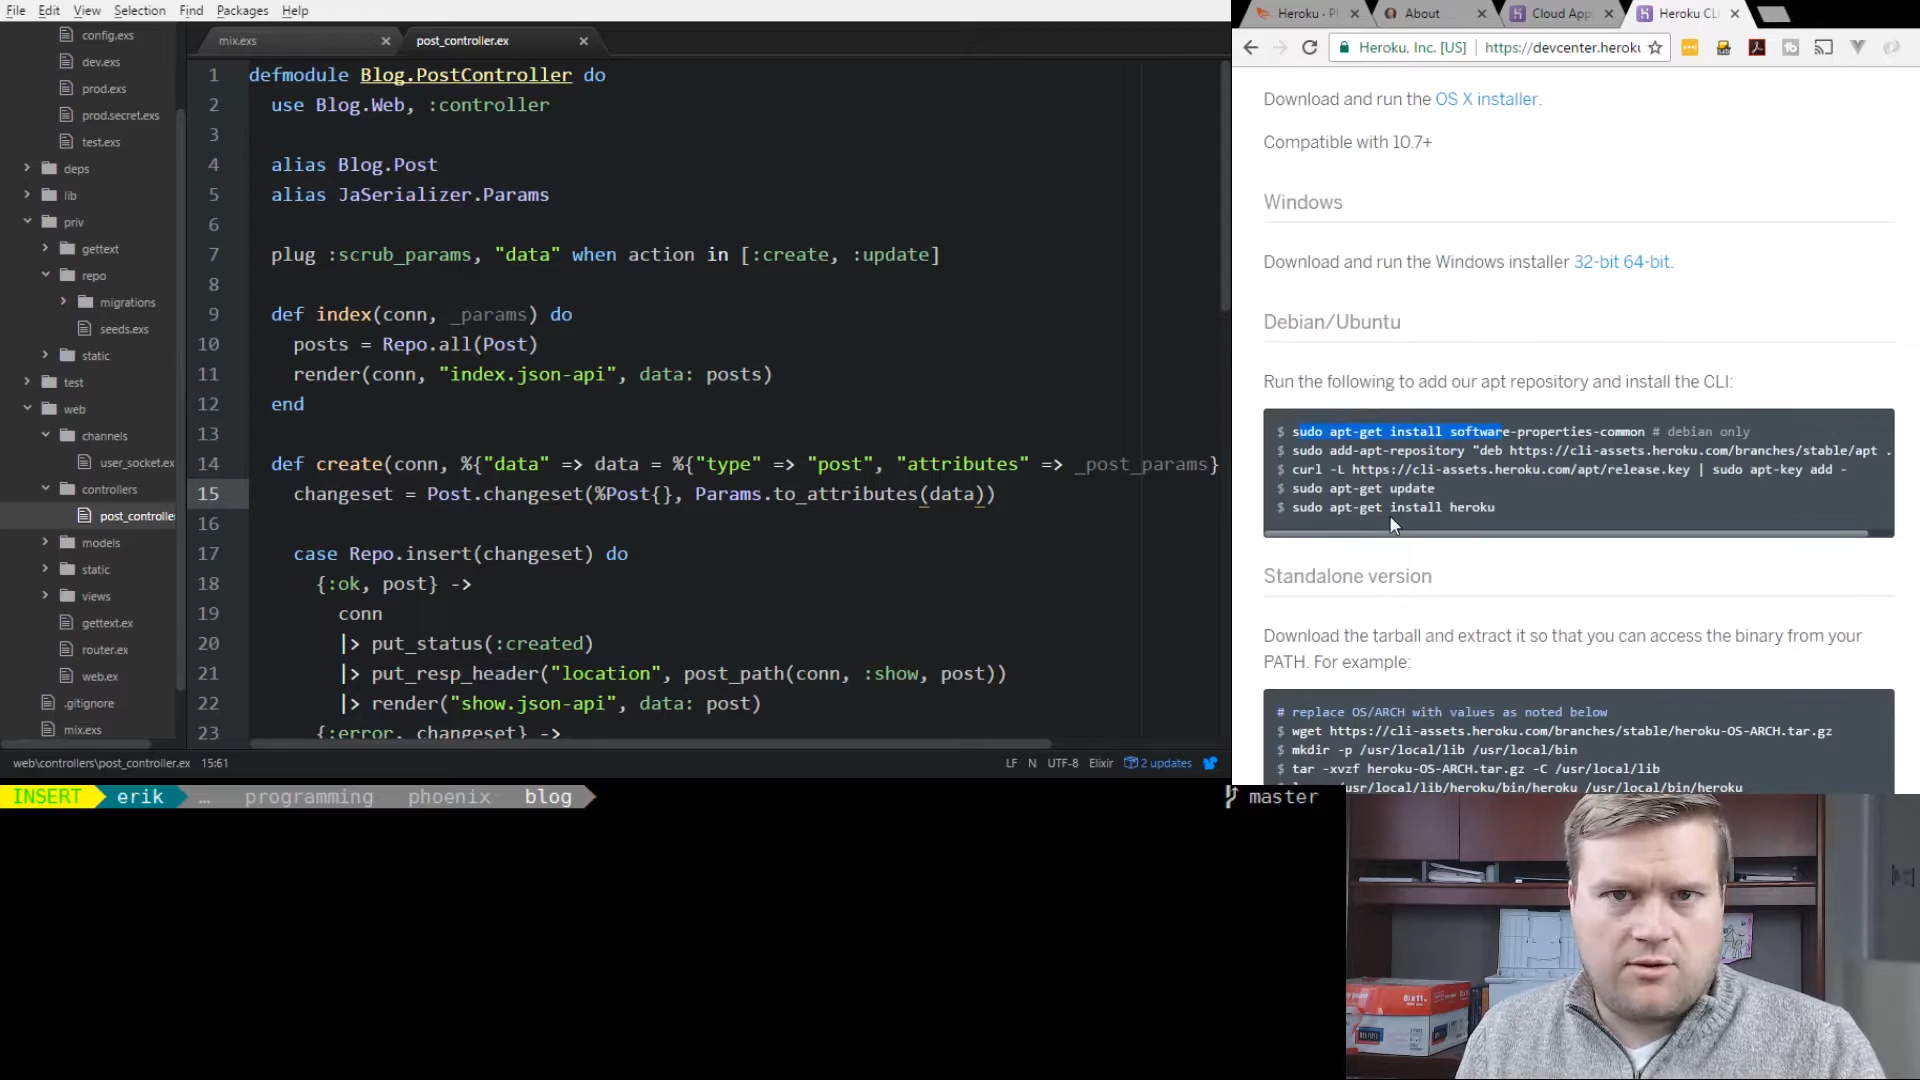 File Edit View Selection Find Packages Help
config.exs
dev.exs
prod.exs
prod.secret.exs
test.exs
deps
lib
priv
gettext
repo
migrations
seeds.exs
static
test
web
channels
user_socket.ex
controllers
post_controlle
models
static
views
gettext.ex
router.ex
web.ex
.gitignore
mix.exs
mix.exs
post_controller.ex
1 defmodule Blog.PostController do
2 use Blog.Web, :controller
3
4 alias Blog.Post
5 alias JaSerializer.Params
6
7 plug :scrub_params, "data" when action in [:create, :update]
8
9 def index(conn, _params) do
10 posts = Repo.all(Post)
11 render(conn, "index.json-api", data: posts)
12 end
13
14 def create(conn, %{"data" => data = %{"type" => "post", "attributes" => _post_params}
15 changeset = Post.changeset(%Post{}, Params.to_attributes(data))
16
17 case Repo.insert(changeset) do
18 {:ok, post} ->
19 conn
20 |> put_status(:created)
21 |> put_resp_header("location", post_path(conn, :show, post))
22 |> render("show.json-api", data: post)
23 {:error, changeset} ->
web\controllers\post_controller.ex 15:61 LF N UTF-8 Elixir 2 updates
INSERT erik … programming phoenix blog master
Heroku - Pl About Cloud App Heroku CL
Heroku, Inc. [US] https://devcenter.heroku
Download and run the OS X installer.
Compatible with 10.7+
Windows
Download and run the Windows installer 32-bit 64-bit.
Debian/Ubuntu
Run the following to add our apt repository and install the CLI:
$ sudo apt-get install software-properties-common # debian only
$ sudo add-apt-repository "deb https://cli-assets.heroku.com/branches/stable/apt .
$ curl -L https://cli-assets.heroku.com/apt/release.key | sudo apt-key add -
$ sudo apt-get update
$ sudo apt-get install heroku
Standalone version
Download the tarball and extract it so that you can access the binary from your
PATH. For example:
# replace OS/ARCH with values as noted below
$ wget https://cli-assets.heroku.com/branches/stable/heroku-OS-ARCH.tar.gz
$ mkdir -p /usr/local/lib /usr/local/bin
$ tar -xvzf heroku-OS-ARCH.tar.gz -C /usr/local/lib
usr/local/lib/heroku/bin/heroku /usr/local/bin/heroku
8½x11